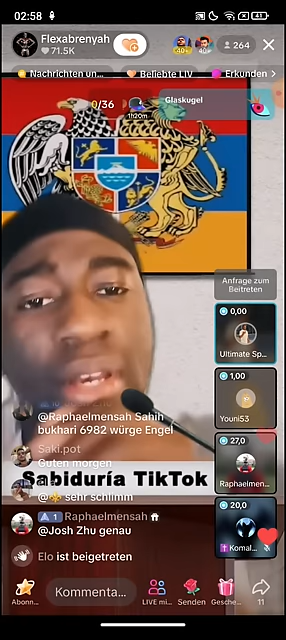 02:58
41
Flexabrenyah
71.5K
264
Nachrichten un...
Beliebte LIV
Erkunden
0/36
1h20m
Glaskugel
Anfrage zum
Beitreten
0,00
Ultimate Sp...
1,00
Youni53
27,0
Raphaelmen...
20,0
Komal...
@Raphaelmensah Sahih
bukhari 6982 würge Engel
Saki.pot
Guten morgen
Sabiduría TikTok
@ sehr schlimm
1 Raphaelmensah
@Josh Zhu genau
Elo ist beigetreten
Abonn...
Kommenta...
LIVE mi...
Senden
Gesche...
11